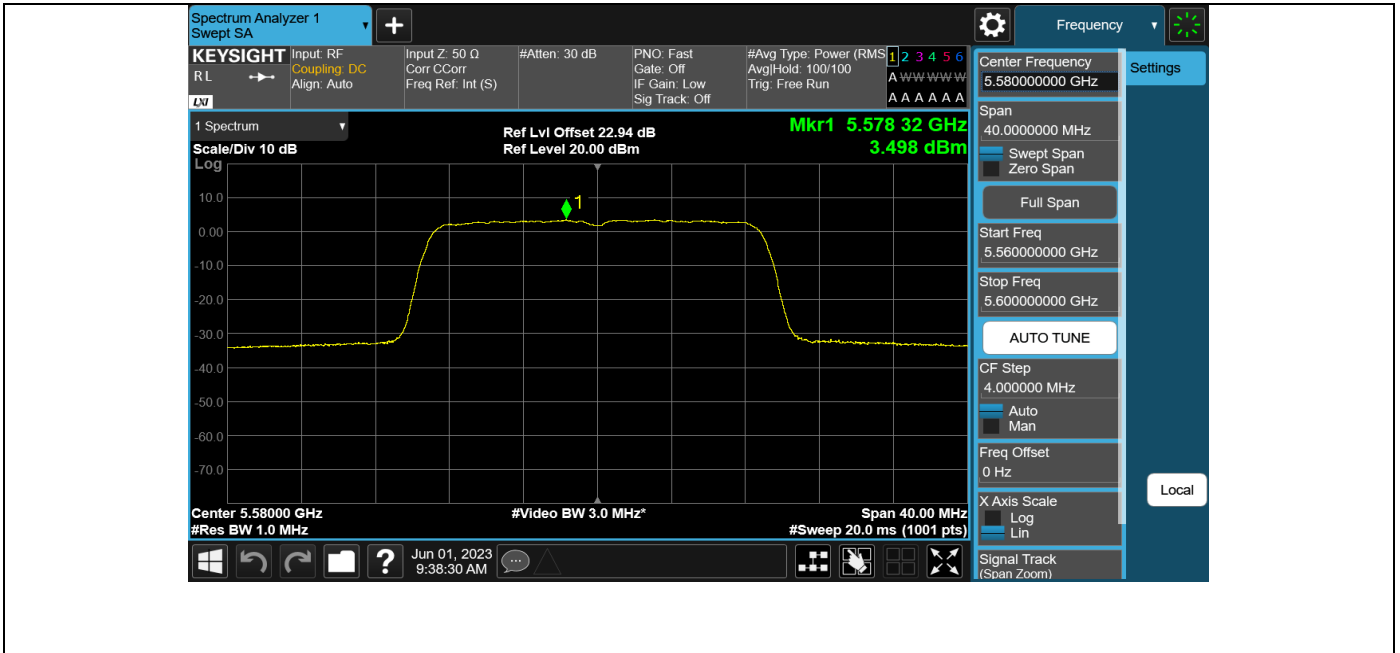 Spectrum Analyzer 1
Swept SA
Frequency
KEYSIGHT
RL
LXI
Input: RF
Coupling: DC
Align: Auto
Input Z: 50 Ω
Corr CCorr
Freq Ref: Int (S)
#Atten: 30 dB
PNO: Fast
Gate: Off
IF Gain: Low
Sig Track: Off
#Avg Type: Power (RMS
Avg|Hold: 100/100
Trig: Free Run
1 2 3 4 5 6
A W W W W W
A A A A A A
1 Spectrum
Scale/Div 10 dB
Log
Ref Lvl Offset 22.94 dB
Ref Level 20.00 dBm
Mkr1 5.578 32 GHz
3.498 dBm
1
10.0
0.00
-10.0
-20.0
-30.0
-40.0
-50.0
-60.0
-70.0
Center 5.58000 GHz
#Video BW 3.0 MHz*
Span 40.00 MHz
#Res BW 1.0 MHz
#Sweep 20.0 ms (1001 pts)
?
Jun 01, 2023
9:38:30 AM
Center Frequency
5.580000000 GHz
Span
40.0000000 MHz
Swept Span
Zero Span
Full Span
Start Freq
5.560000000 GHz
Stop Freq
5.600000000 GHz
AUTO TUNE
CF Step
4.000000 MHz
Auto
Man
Freq Offset
0 Hz
X Axis Scale
Log
Lin
Signal Track
(Span Zoom)
Settings
Local